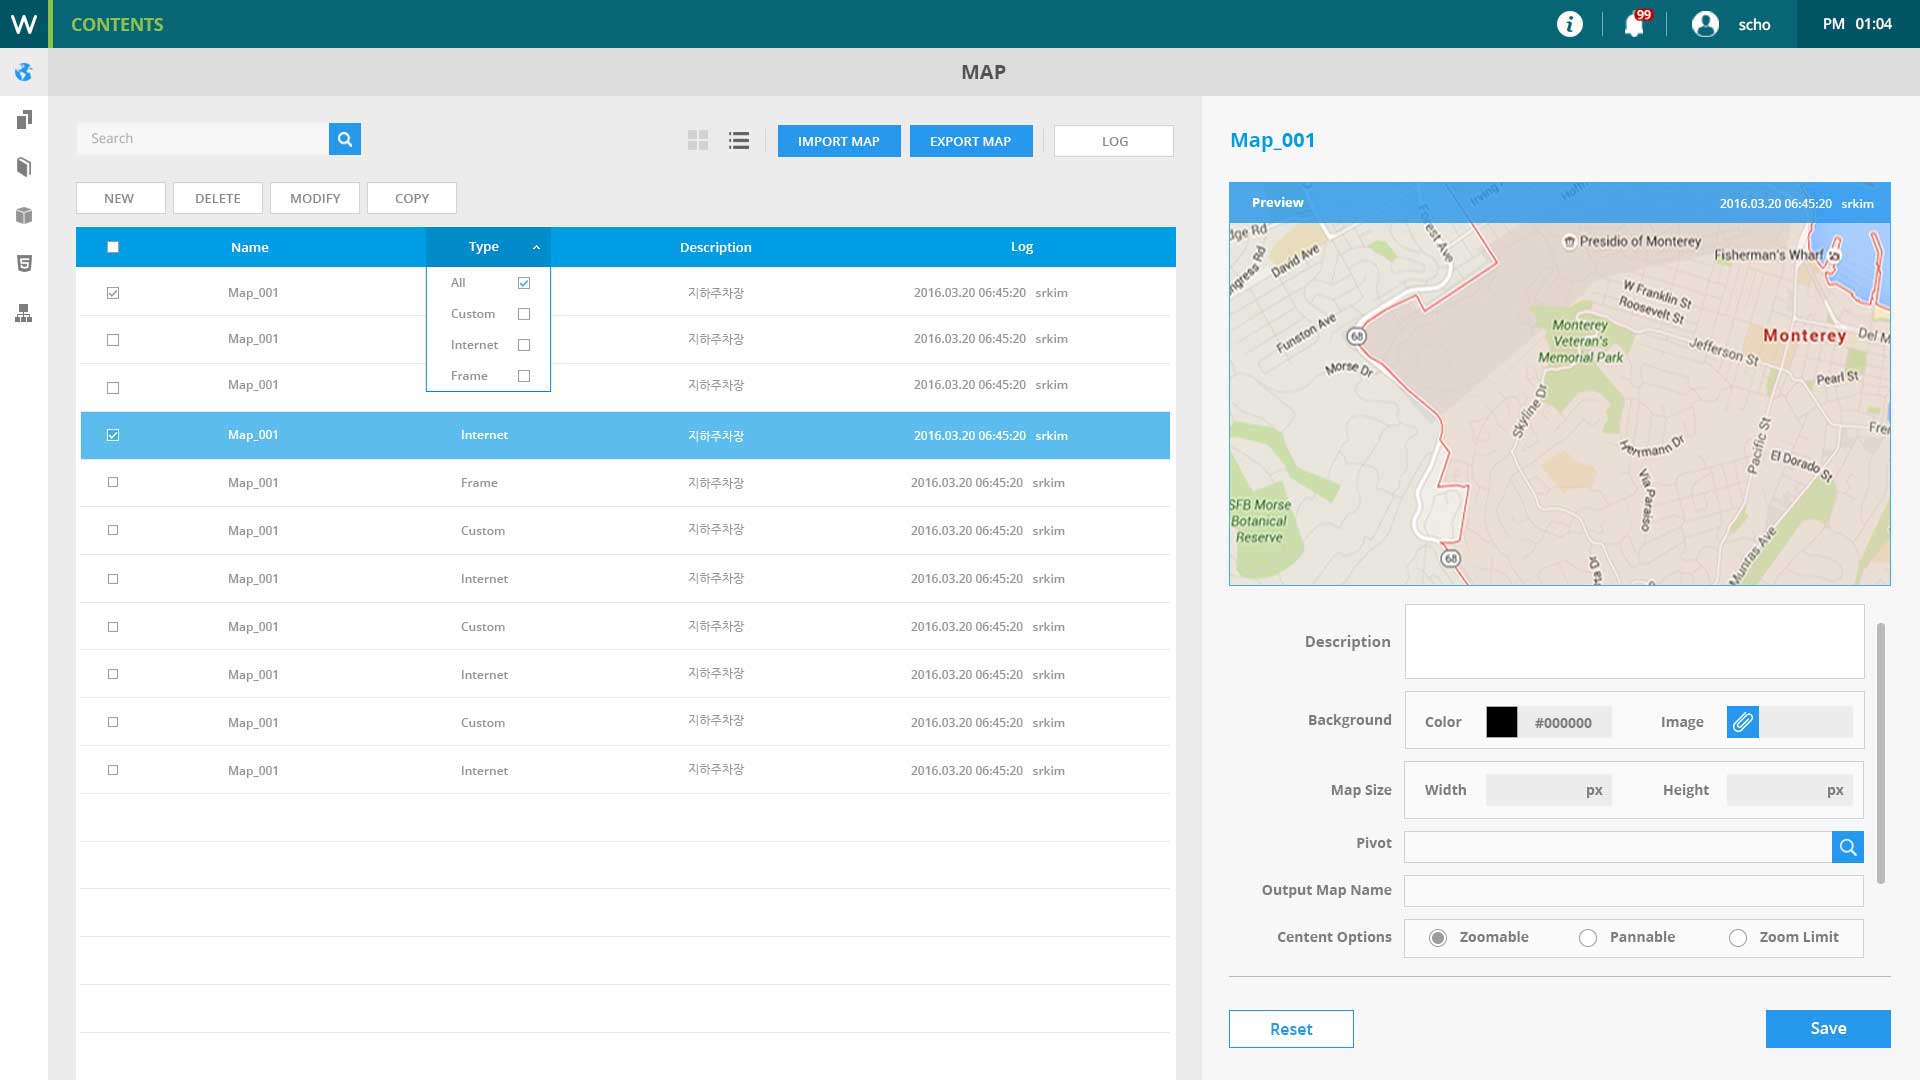 W CONTENTS 99 scho PM 01:04
MAP
Search IMPORT MAP EXPORT MAP LOG
NEW DELETE MODIFY COPY
Name Type Description Log
All
Custom
Internet
Frame
Map_001 지하주차장 2016.03.20 06:45:20 srkim
Map_001 지하주차장 2016.03.20 06:45:20 srkim
Map_001 지하주차장 2016.03.20 06:45:20 srkim
Map_001 Internet 지하주차장 2016.03.20 06:45:20 srkim
Map_001 Frame 지하주차장 2016.03.20 06:45:20 srkim
Map_001 Custom 지하주차장 2016.03.20 06:45:20 srkim
Map_001 Internet 지하주차장 2016.03.20 06:45:20 srkim
Map_001 Custom 지하주차장 2016.03.20 06:45:20 srkim
Map_001 Internet 지하주차장 2016.03.20 06:45:20 srkim
Map_001 Custom 지하주차장 2016.03.20 06:45:20 srkim
Map_001 Internet 지하주차장 2016.03.20 06:45:20 srkim
Map_001
Preview 2016.03.20 06:45:20 srkim
Forest Ave
David Ave
Presidio of Monterey
Fisherman's Wharf
W Franklin St
Roosevelt St
Funston Ave
68
Monterey
Veteran's
Memorial Park
Monterey
Del M
Jefferson St
Morse Dr
Pearl St
Skyline Dr
Pacific St
Herrmann Dr
El Dorado St
Via Paraiso
SFB Morse
Botanical
Reserve
68
Muntas Ave
Description
Background Color #000000 Image
Map Size Width px Height px
Pivot
Output Map Name
Centent Options Zoomable Pannable Zoom Limit
Reset Save